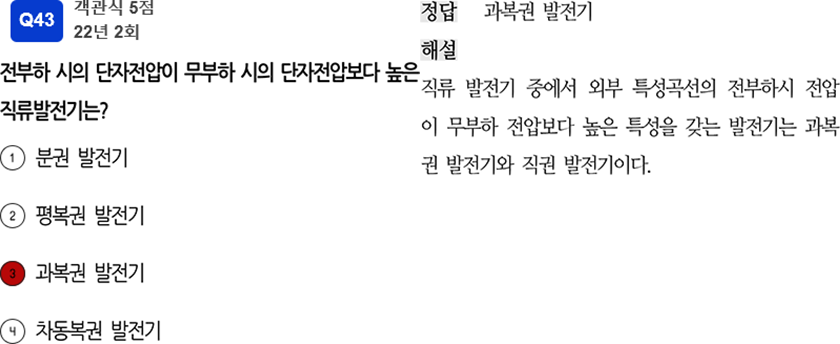 Q43
객관식 5점
22년 2회
전부하 시의 단자전압이 무부하 시의 단자전압보다 높은
직류발전기는?
1 분권 발전기
2 평복권 발전기
3 과복권 발전기
4 차동복권 발전기
정답 과복권 발전기
해설
직류 발전기 중에서 외부 특성곡선의 전부하시 전압
이 무부하 전압보다 높은 특성을 갖는 발전기는 과복
권 발전기와 직권 발전기이다.